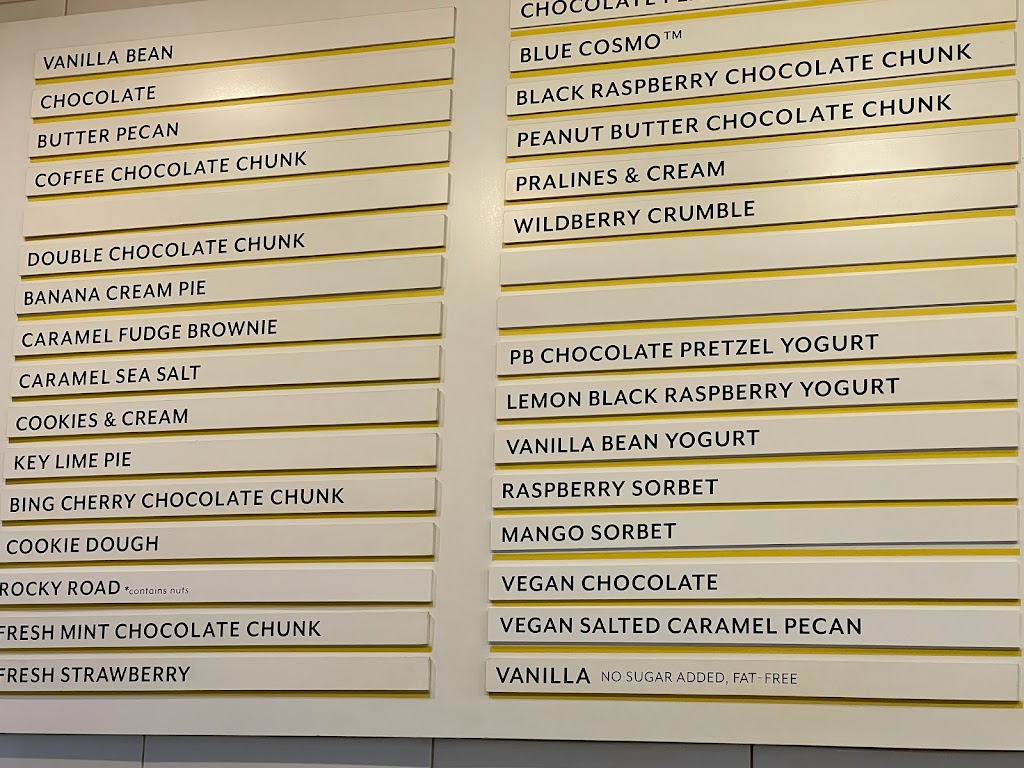 VANILLA BEAN
CHOCOLATE
BUTTER PECAN
COFFEE CHOCOLATE CHUNK
DOUBLE CHOCOLATE CHUNK
BANANA CREAM PIE
CARAMEL FUDGE BROWNIE
CARAMEL SEA SALT
COOKIES & CREAM
KEY LIME PIE
BING CHERRY CHOCOLATE CHUNK
COOKIE DOUGH
ROCKY ROAD *contains nuts
FRESH MINT CHOCOLATE CHUNK
FRESH STRAWBERRY
CHOCOLATE
BLUE COSMO™
BLACK RASPBERRY CHOCOLATE CHUNK
PEANUT BUTTER CHOCOLATE CHUNK
PRALINES & CREAM
WILDBERRY CRUMBLE
PB CHOCOLATE PRETZEL YOGURT
LEMON BLACK RASPBERRY YOGURT
VANILLA BEAN YOGURT
RASPBERRY SORBET
MANGO SORBET
VEGAN CHOCOLATE
VEGAN SALTED CARAMEL PECAN
VANILLA NO SUGAR ADDED, FAT-FREE